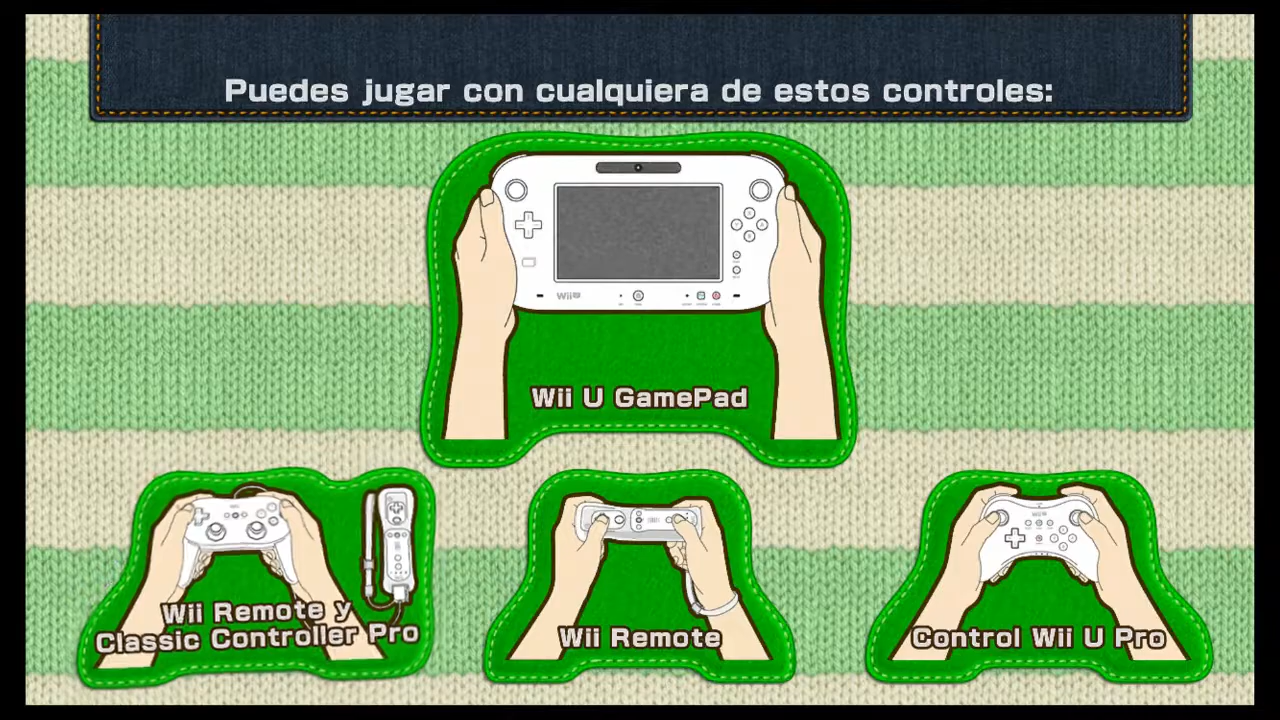 Puedes jugar con cualquiera de estos controles:
Wii U
Wii U GamePad
Wii Remote y
Classic Controller Pro
Wii Remote
Control Wii U Pro